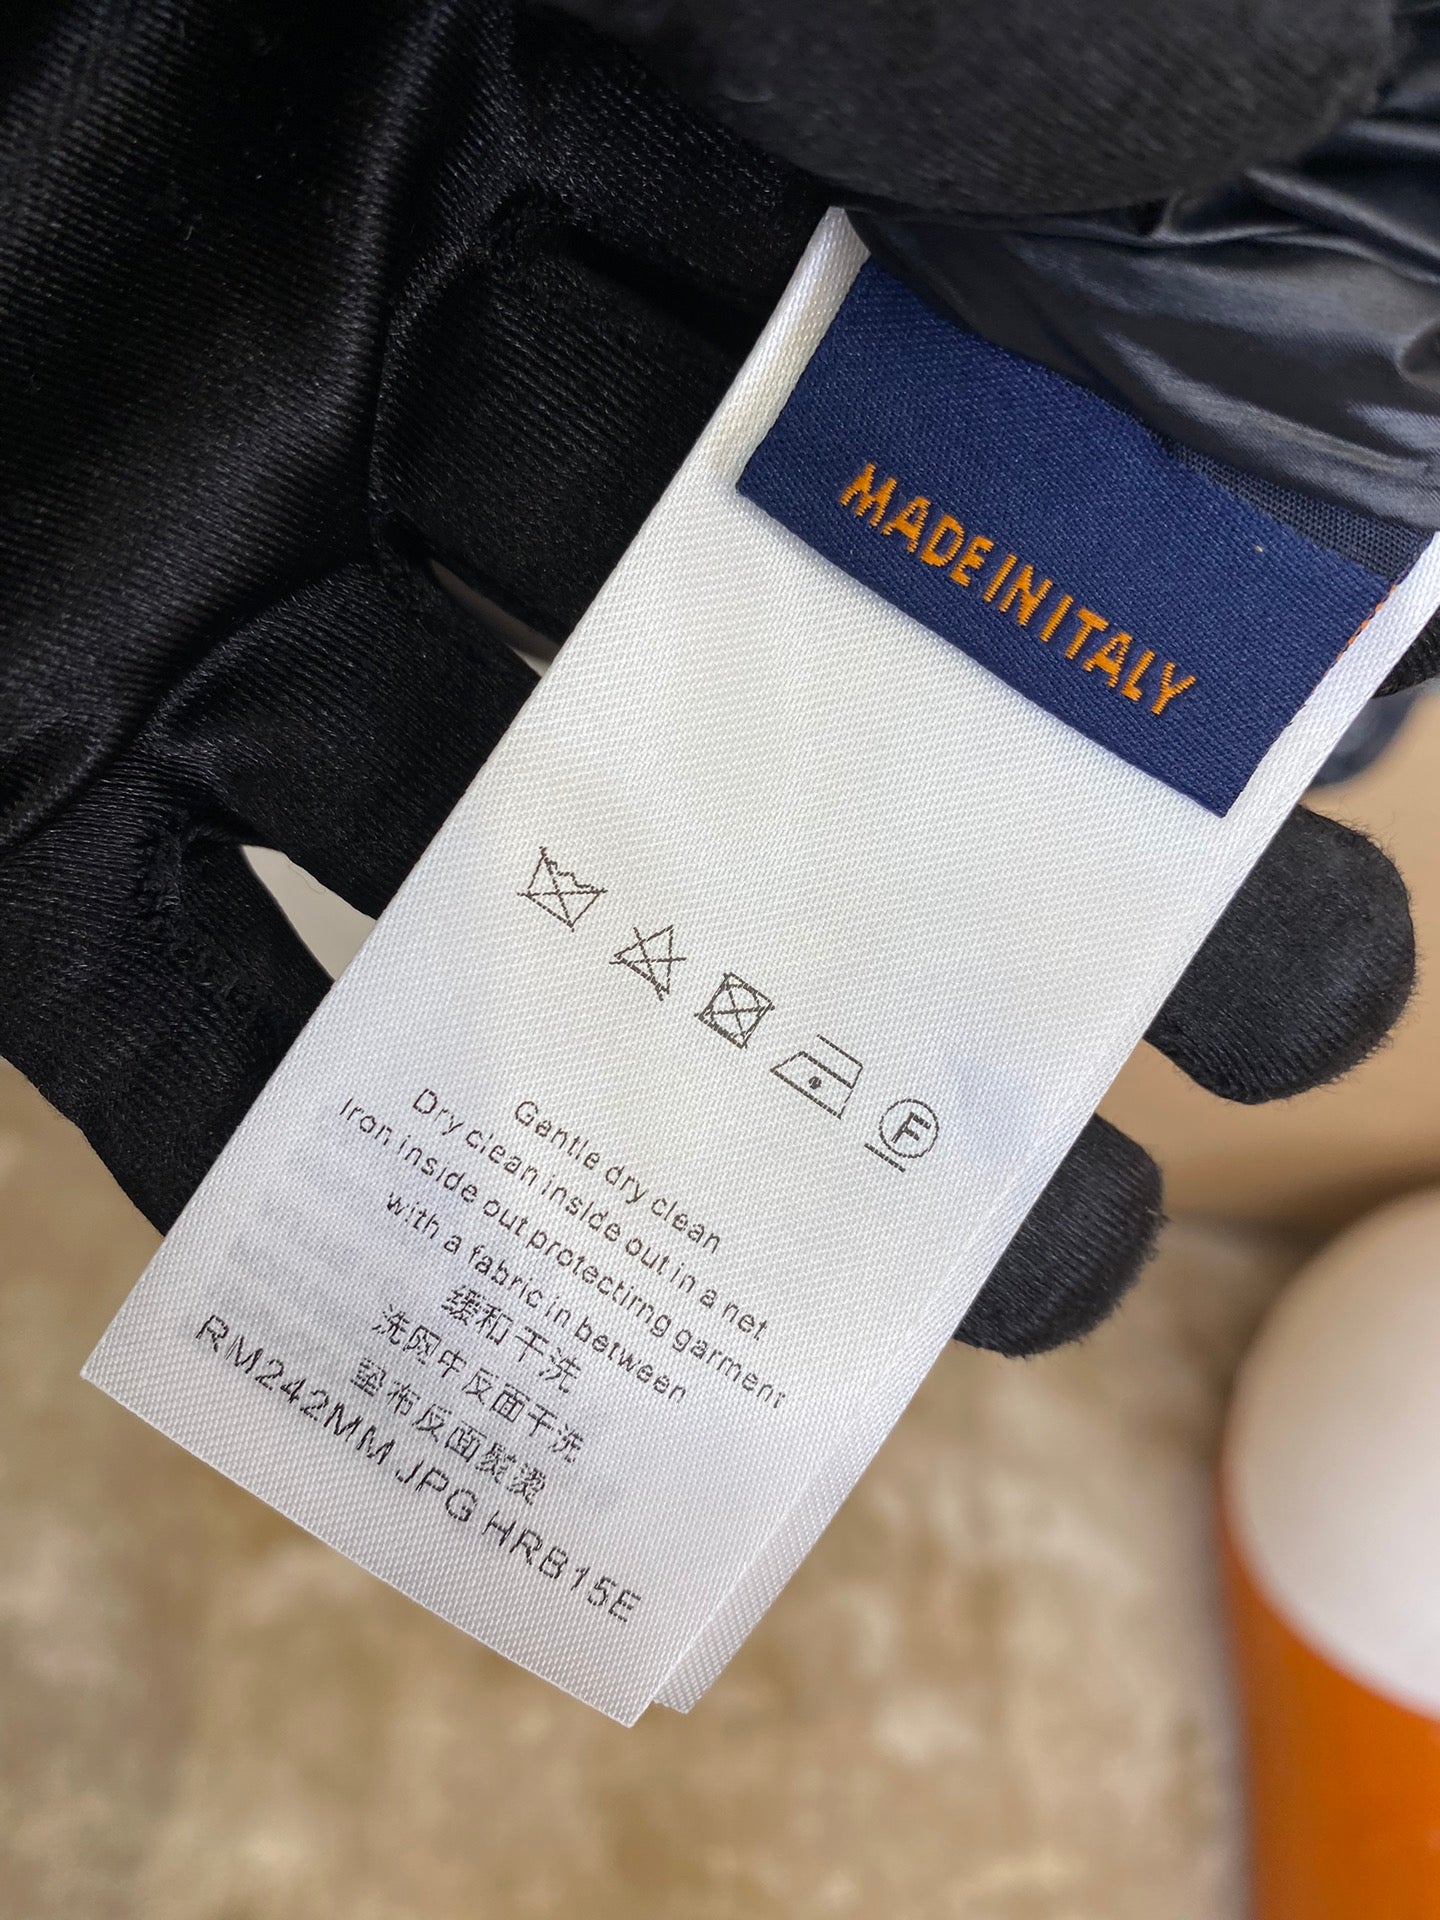 MADE IN ITALY
F
Gentle dry clean
Dry clean inside out in a net
Iron inside out protectirng garment
with a fabric in between
缓和干洗
洗网中反面干洗
垫布反面熨烫
RM242MM JPG HRB15E